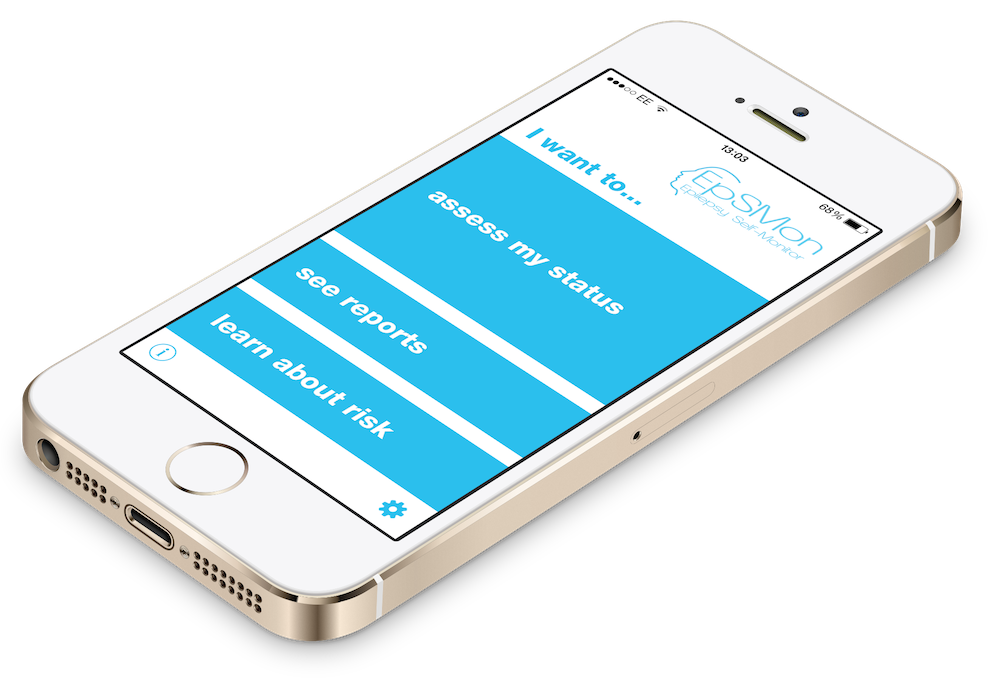 EE
13:03
68%
EpSMon
Epilepsy Self-Monitor
I want to...
assess my status
see reports
learn about risk
i